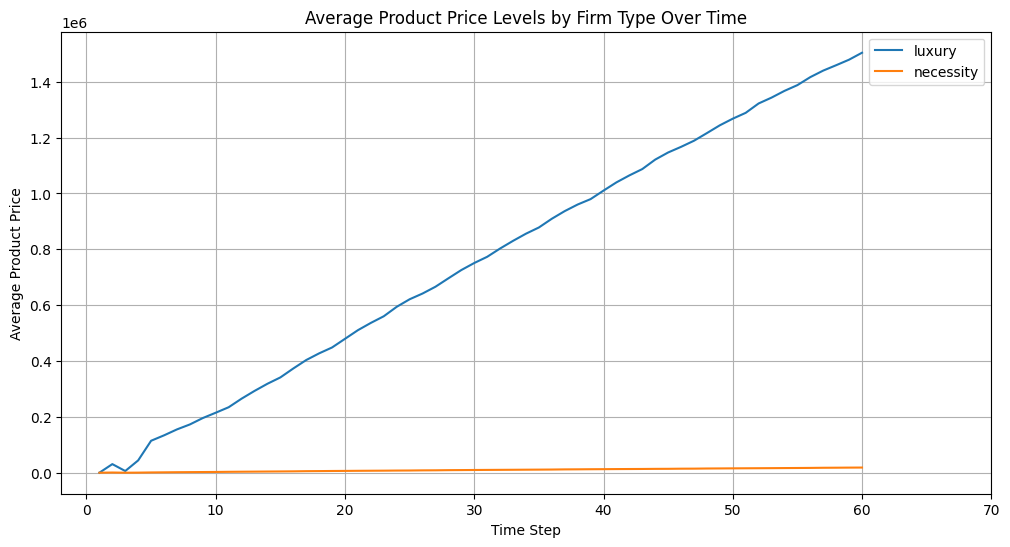 Average Product Price Levels by Firm Type Over Time
1e6
luxury
necessity
Average Product Price
1.4
1.2
1.0
0.8
0.6
0.4
0.2
0.0
0 10 20 30 40 50 60 70
Time Step